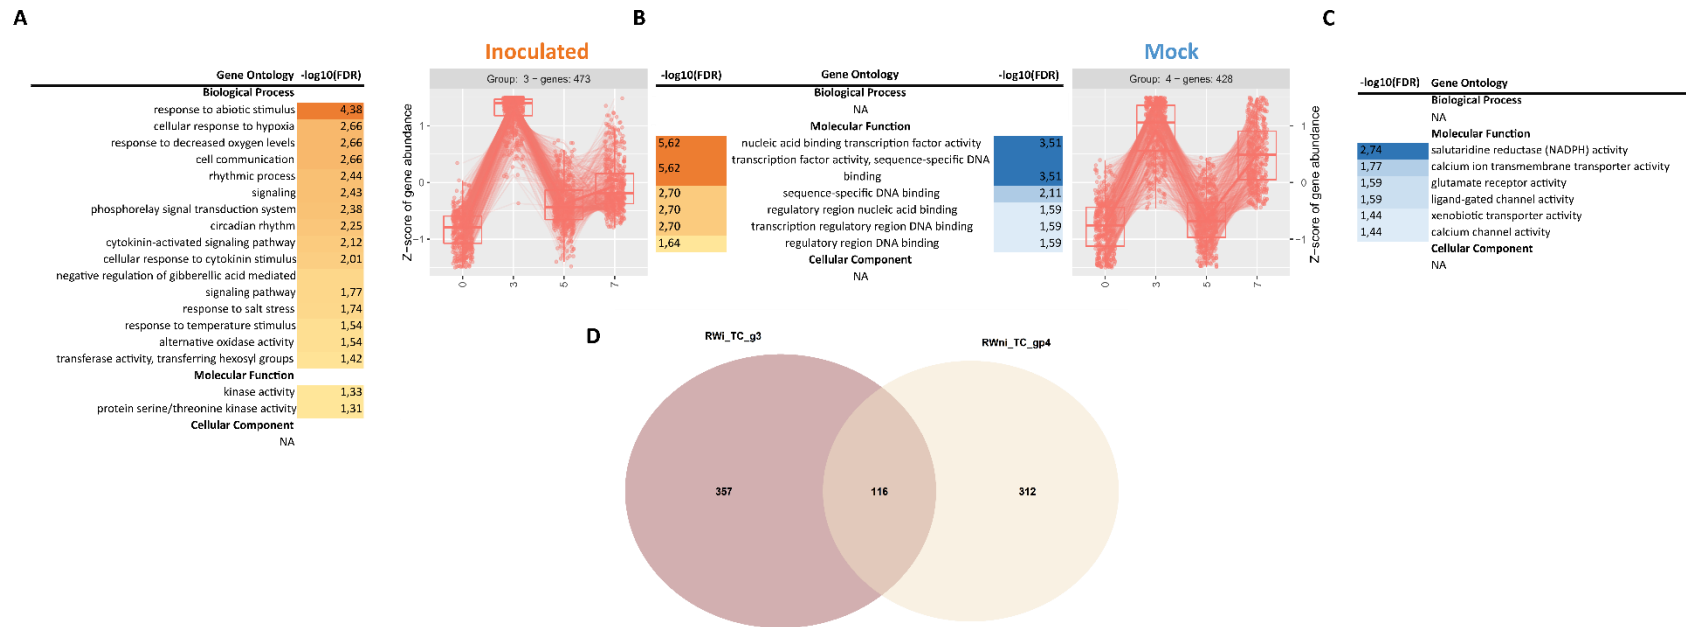 A
Gene Ontology -log10(FDR)
Biological Process
response to abiotic stimulus 4,38
cellular response to hypoxia 2,66
response to decreased oxygen levels 2,66
cell communication 2,66
rhythmic process 2,44
signaling 2,43
phosphorelay signal transduction system 2,38
circadian rhythm 2,25
cytokinin-activated signaling pathway 2,12
cellular response to cytokinin stimulus 2,01
negative regulation of gibberellic acid mediated
signaling pathway 1,77
response to salt stress 1,74
response to temperature stimulus 1,54
alternative oxidase activity 1,54
transferase activity, transferring hexosyl groups 1,42
Molecular Function
kinase activity 1,33
protein serine/threonine kinase activity 1,31
Cellular Component
NA
Inoculated
Group: 3 − genes: 473
Z−score of gene abundance
1
0
−1
0 3 5 7
B
-log10(FDR) Gene Ontology -log10(FDR)
Biological Process
NA
Molecular Function
5,62 nucleic acid binding transcription factor activity 3,51
transcription factor activity, sequence-specific DNA
5,62 binding 3,51
2,70 sequence-specific DNA binding 2,11
2,70 regulatory region nucleic acid binding 1,59
2,70 transcription regulatory region DNA binding 1,59
1,64 regulatory region DNA binding 1,59
Cellular Component
NA
Mock
Group: 4 − genes: 428
1
0
−1
Z−score of gene abundance
0 3 5 7
C
-log10(FDR) Gene Ontology
Biological Process
NA
Molecular Function
2,74 salutaridine reductase (NADPH) activity
1,77 calcium ion transmembrane transporter activity
1,59 glutamate receptor activity
1,59 ligand-gated channel activity
1,44 xenobiotic transporter activity
1,44 calcium channel activity
Cellular Component
NA
D
RWi_TC_g3
RWni_TC_gp4
357 116 312